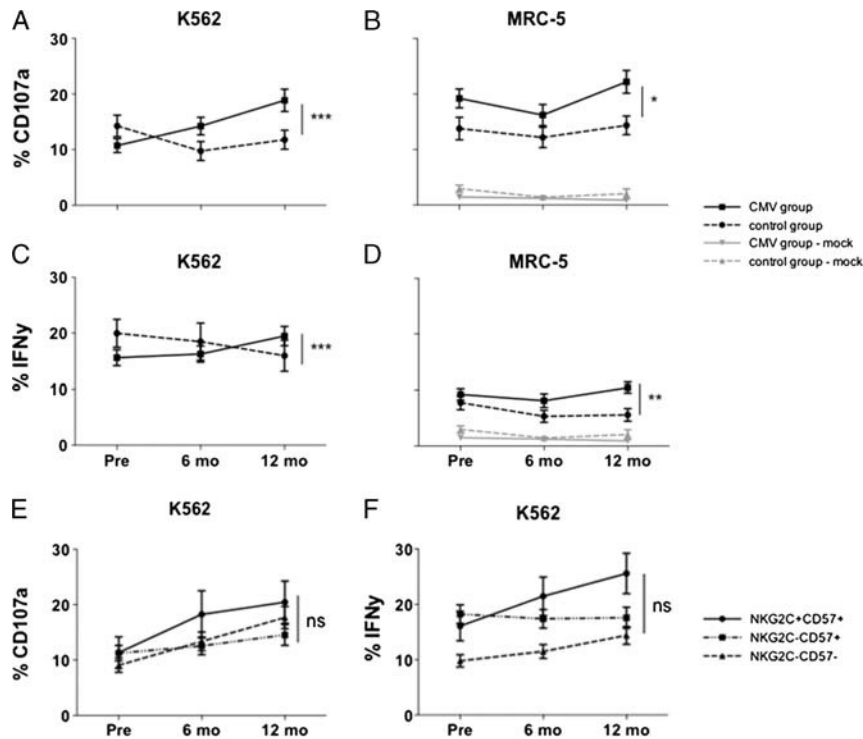 A
K562
% CD107a
30
20
10
0
***
B
MRC-5
*
CMV group
control group
CMV group - mock
control group - mock
C
K562
% IFNy
30
20
10
0
Pre
6 mo
12 mo
***
D
MRC-5
Pre
6 mo
12 mo
**
E
K562
% CD107a
30
20
10
0
Pre
6 mo
12 mo
ns
F
K562
% IFNy
30
20
10
0
Pre
6 mo
12 mo
ns
NKG2C+CD57+
NKG2C-CD57+
NKG2C-CD57-